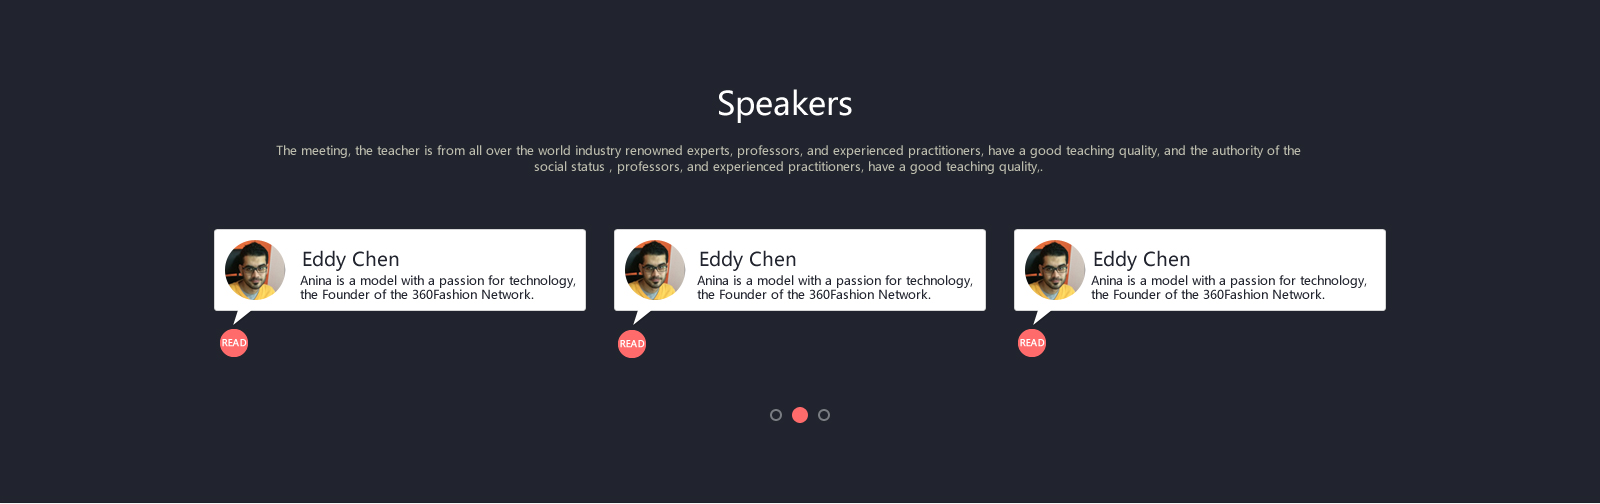 Speakers
The meeting, the teacher is from all over the world industry renowned experts, professors, and experienced practitioners, have a good teaching quality, and the authority of the
social status , professors, and experienced practitioners, have a good teaching quality,.
Eddy Chen
Anina is a model with a passion for technology,
the Founder of the 360Fashion Network.
READ
Eddy Chen
Anina is a model with a passion for technology,
the Founder of the 360Fashion Network.
READ
Eddy Chen
Anina is a model with a passion for technology,
the Founder of the 360Fashion Network.
READ